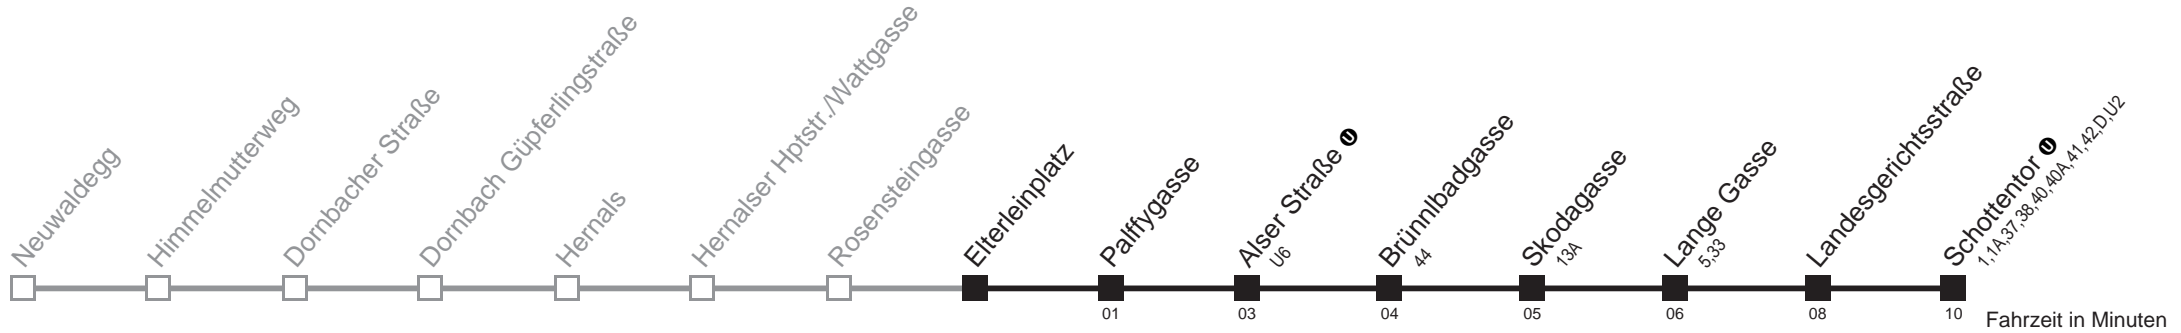 Neuwaldegg
Himmelmutterweg
Dornbacher Straße
Dornbach Güpferlingstraße
Hernals
Hernalser Hptstr./Wattgasse
Rosensteingasse
Elterleinplatz
Palffygasse
Alser Straße U
U6
Brünnlbadgasse
44
Skodagasse
13A
Lange Gasse
5,33
Landesgerichtsstraße
Schottentor U
1,1A,37,38,40,40A,41,42,D,U2
01 03 04 05 06 08 10 Fahrzeit in Minuten